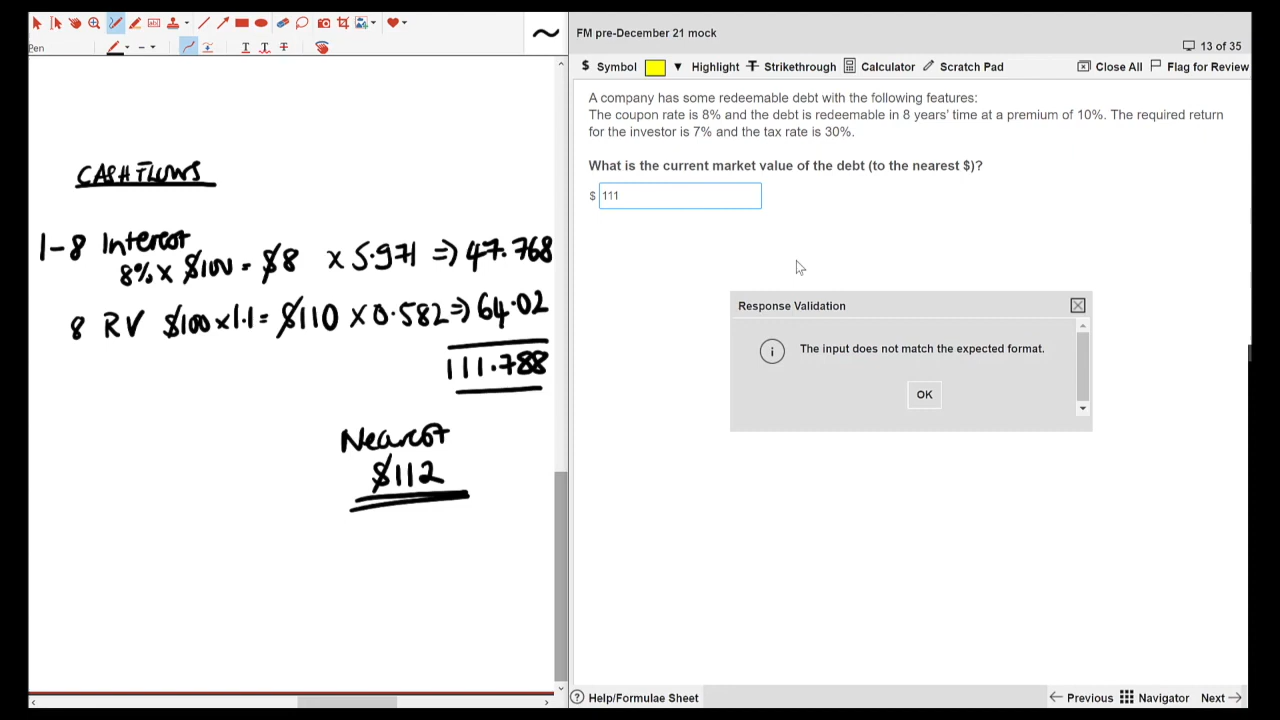 Pen
CASH FLOWS
1-8 Interest
8% x $100 = $8 x 5.971 => 47.768
8 RV $100 x 1.1 = $110 x 0.582 => 64.02
111.788
Nearest
$112
FM pre-December 21 mock
13 of 35
$ Symbol Highlight Strikethrough Calculator Scratch Pad Close All Flag for Review
A company has some redeemable debt with the following features:
The coupon rate is 8% and the debt is redeemable in 8 years' time at a premium of 10%. The required return
for the investor is 7% and the tax rate is 30%.
What is the current market value of the debt (to the nearest $)?
$ 111
Response Validation
The input does not match the expected format.
OK
Help/Formulae Sheet
Previous Navigator Next